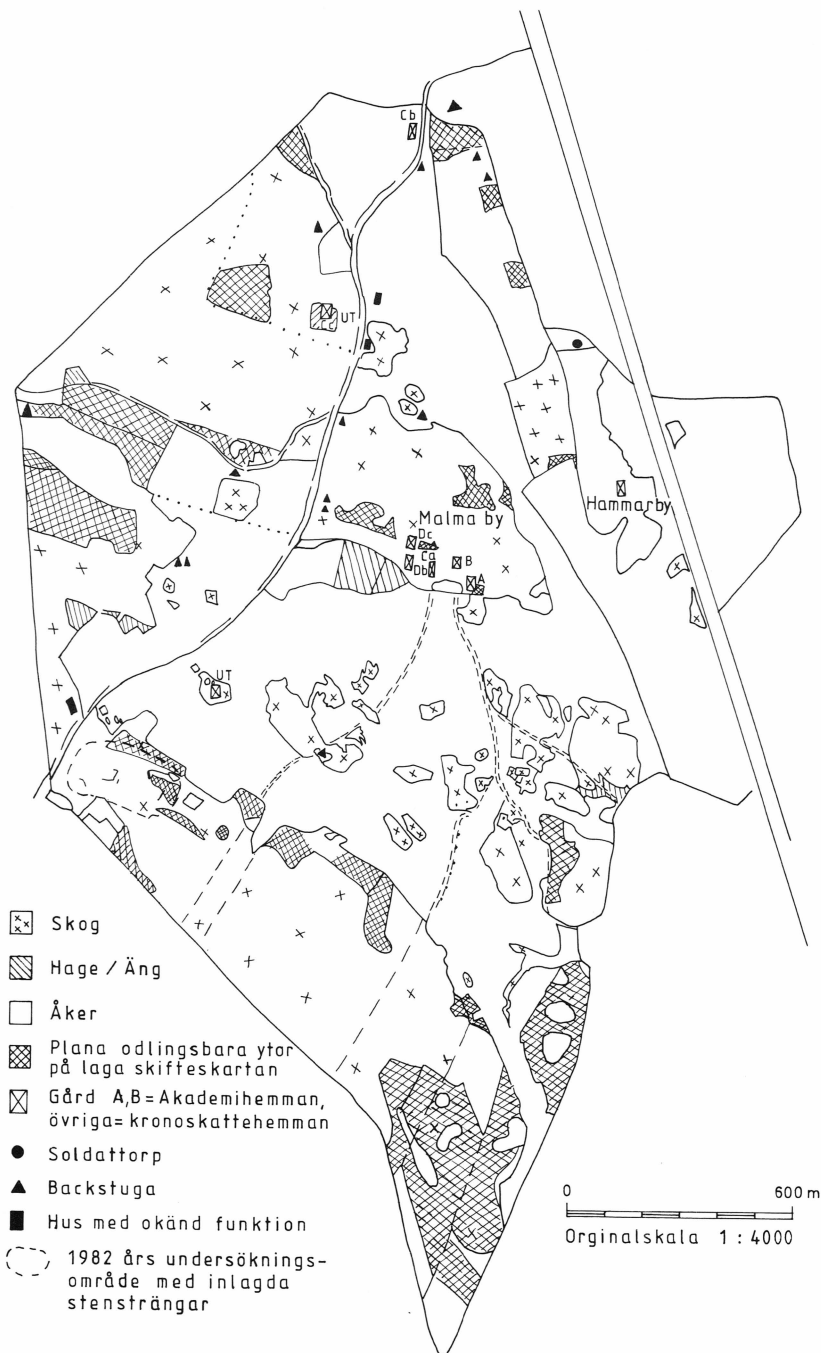 Cb
Cc UT
Malma by
Dc
Ca
Db
B
A
Hammarby
UT
Skog
Hage / Äng
Åker
Plana odlingsbara ytor
på laga skifteskartan
Gård A,B = Akademihemman,
övriga = kronoskattehemman
Soldattorp
Backstuga
Hus med okänd funktion
1982 års undersöknings-
område med inlagda
stensträngar
0 600 m
Orginalskala 1 : 4000